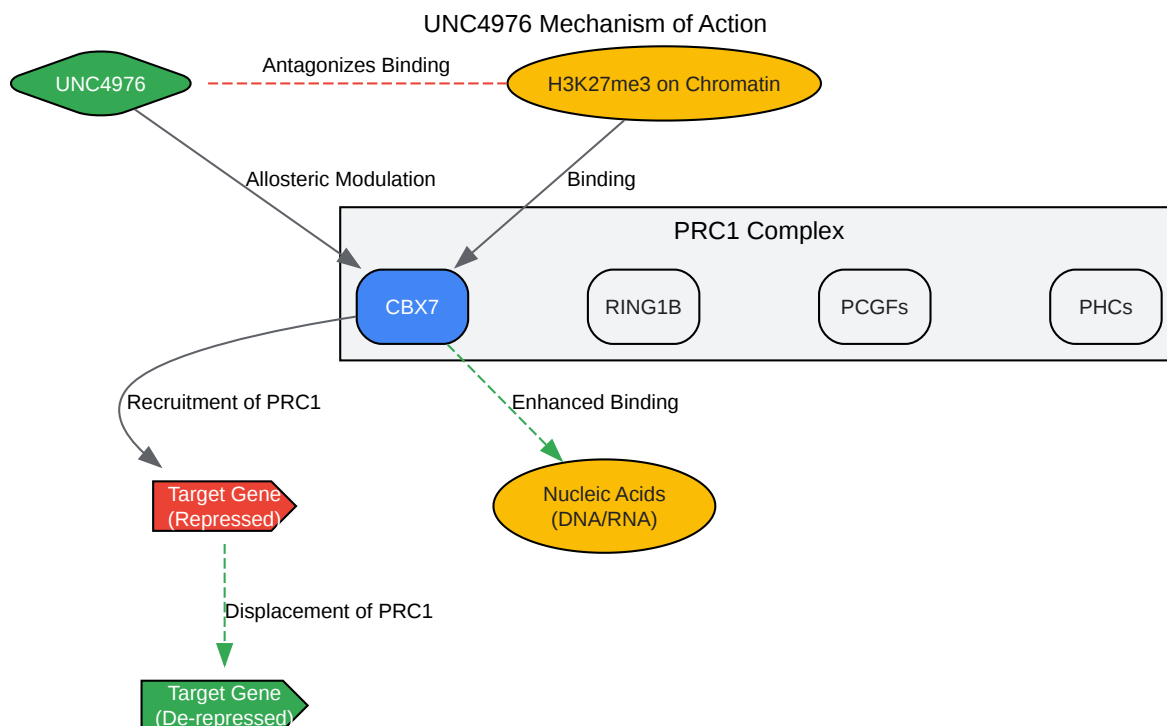 UNC4976 Mechanism of Action
UNC4976
Antagonizes Binding
H3K27me3 on Chromatin
Allosteric Modulation
Binding
PRC1 Complex
CBX7
RING1B
PCGFs
PHCs
Recruitment of PRC1
Enhanced Binding
Target Gene
(Repressed)
Nucleic Acids
(DNA/RNA)
Displacement of PRC1
Target Gene
(De-repressed)